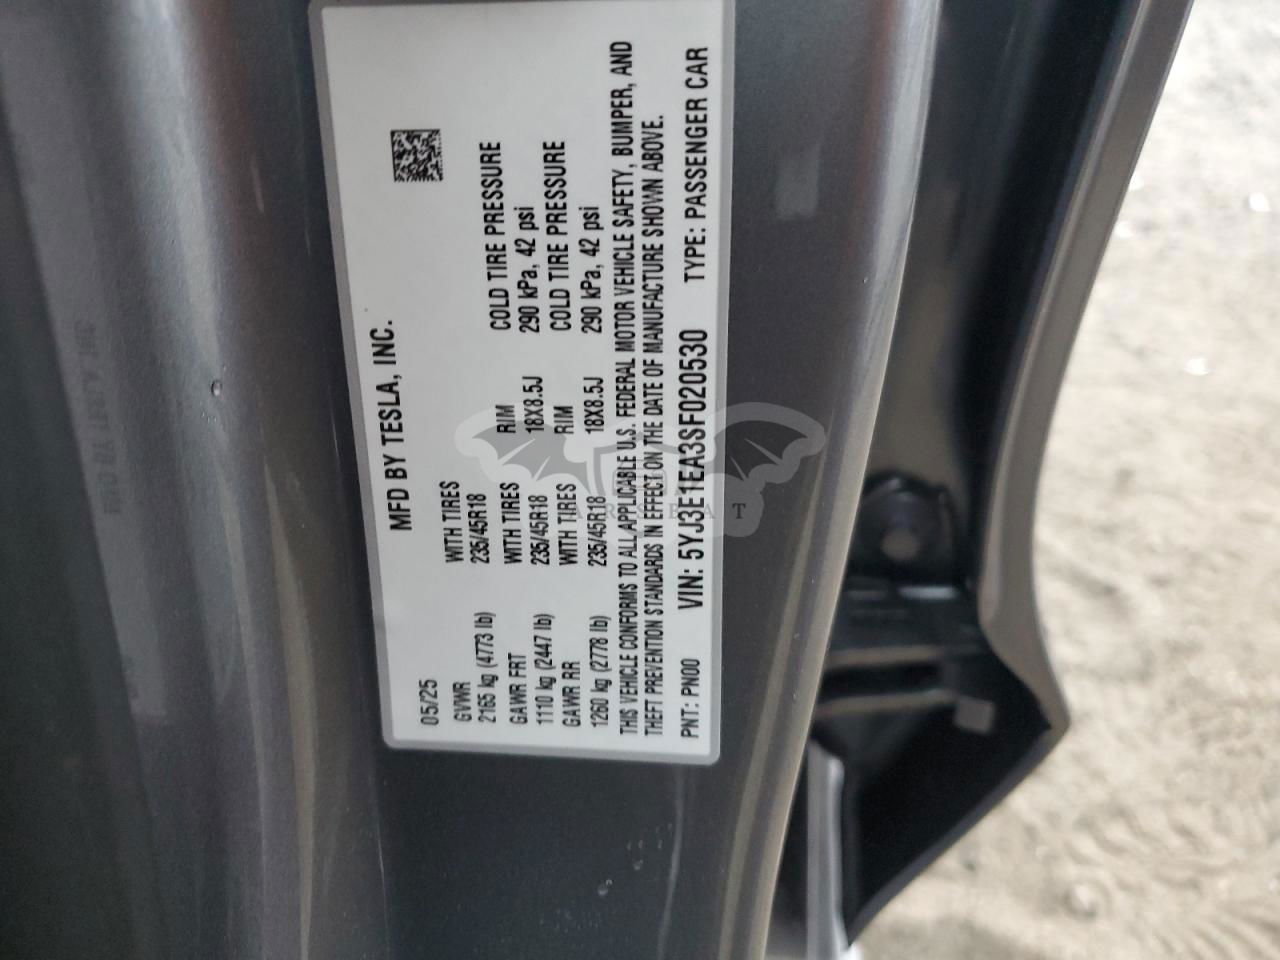 MFD BY TESLA, INC.
05/25
GVWR
2165 kg (4773 lb)
WITH TIRES
235/45R18
GAWR FRT
1110 kg (2447 lb)
WITH TIRES
235/45R18
RIM
18X8.5J
COLD TIRE PRESSURE
290 kPa, 42 psi
GAWR RR
1260 kg (2778 lb)
WITH TIRES
235/45R18
RIM
18X8.5J
COLD TIRE PRESSURE
290 kPa, 42 psi
THIS VEHICLE CONFORMS TO ALL APPLICABLE U.S. FEDERAL MOTOR VEHICLE SAFETY, BUMPER, AND
THEFT PREVENTION STANDARDS IN EFFECT ON THE DATE OF MANUFACTURE SHOWN ABOVE.
PNT: PN00 VIN: 5YJ3E1EA3SF020530 TYPE: PASSENGER CAR